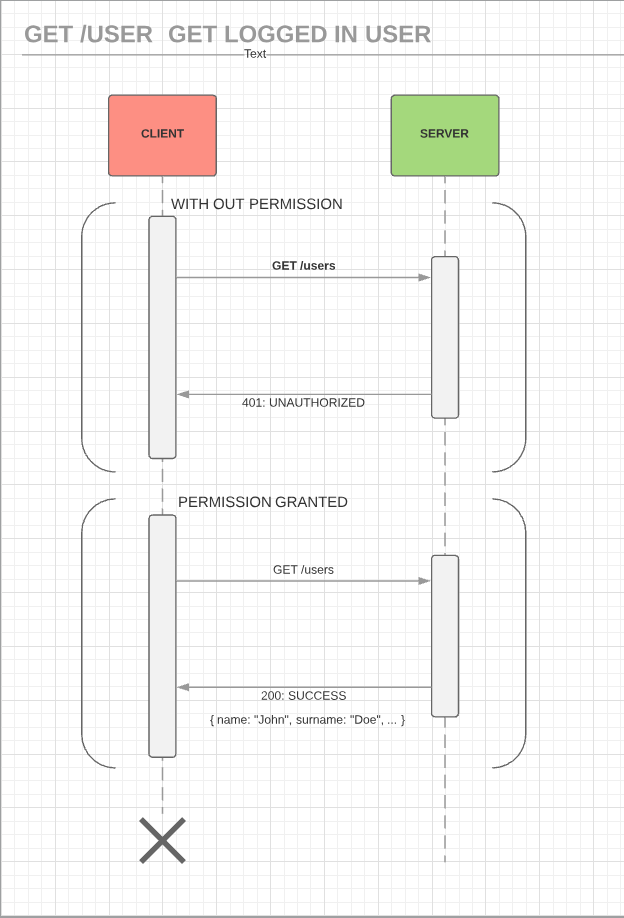 GET /USER  GET LOGGED IN USER
Text
CLIENT
SERVER
WITH OUT PERMISSION
GET /users
401: UNAUTHORIZED
PERMISSION GRANTED
GET /users
200: SUCCESS
{ name: "John", surname: "Doe", ... }